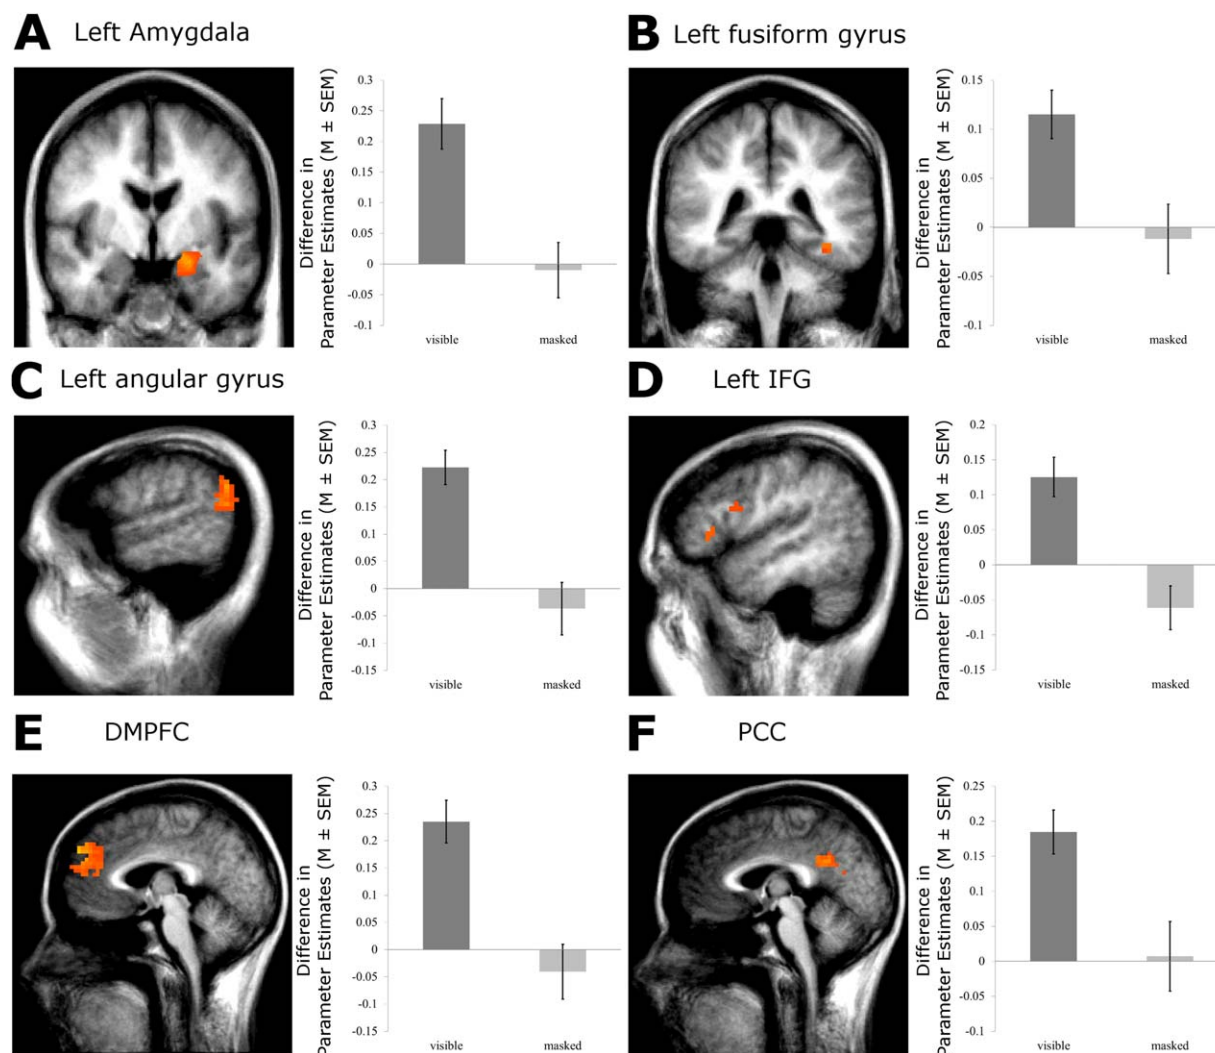 A Left Amygdala
Difference in
Parameter Estimates (M ± SEM)
0.3
0.25
0.2
0.15
0.1
0.05
0
-0.05
-0.1
visible masked
B Left fusiform gyrus
Difference in
Parameter Estimates (M ± SEM)
0.15
0.1
0.05
0
-0.05
-0.1
visible masked
C Left angular gyrus
Difference in
Parameter Estimates (M ± SEM)
0.3
0.25
0.2
0.15
0.1
0.05
0
-0.05
-0.1
-0.15
visible masked
D Left IFG
Difference in
Parameter Estimates (M ± SEM)
0.2
0.15
0.1
0.05
0
-0.05
-0.1
-0.15
visible masked
E DMPFC
Difference in
Parameter Estimates (M ± SEM)
0.3
0.25
0.2
0.15
0.1
0.05
0
-0.05
-0.1
-0.15
visible masked
F PCC
Difference in
Parameter Estimates (M ± SEM)
0.25
0.2
0.15
0.1
0.05
0
-0.05
-0.1
visible masked